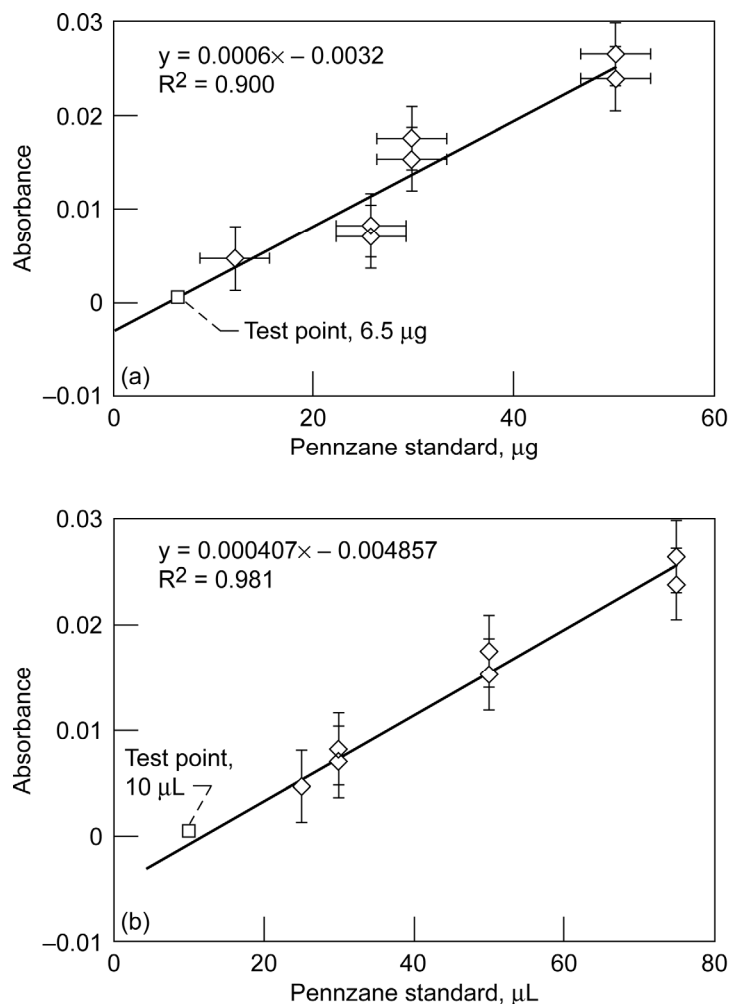 0.03
y = 0.0006× – 0.0032
R² = 0.900
0.02
Absorbance
0.01
0
Test point, 6.5 μg
–0.01
(a)
0
20
40
60
Pennzane standard, μg
0.03
y = 0.000407× – 0.004857
R² = 0.981
0.02
Absorbance
0.01
Test point,
10 μL
0
–0.01
(b)
0
20
40
60
80
Pennzane standard, μL